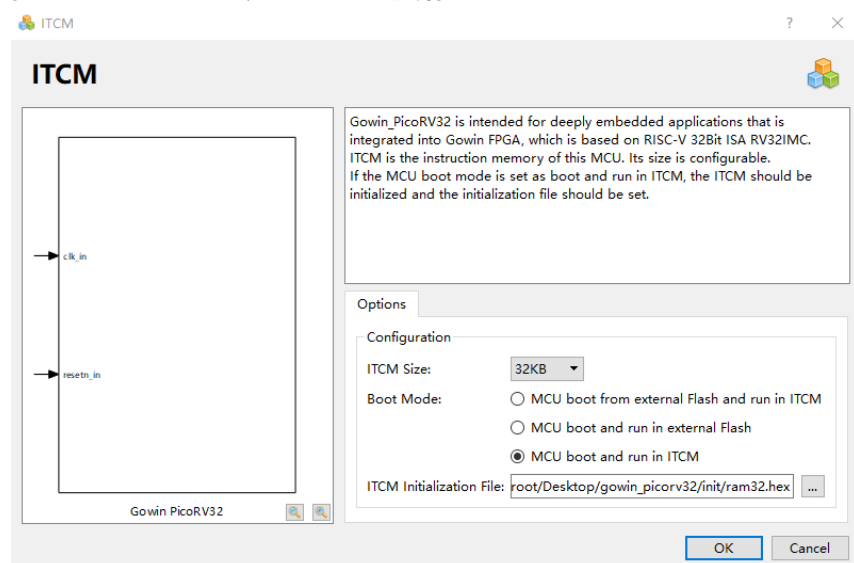 ITCM
?
ITCM
Gowin_PicoRV32 is intended for deeply embedded applications that is
integrated into Gowin FPGA, which is based on RISC-V 32Bit ISA RV32IMC.
ITCM is the instruction memory of this MCU. Its size is configurable.
If the MCU boot mode is set as boot and run in ITCM, the ITCM should be
initialized and the initialization file should be set.
clk_in
resetn_in
Gowin PicoRV32
Options
Configuration
ITCM Size: 32KB
Boot Mode: MCU boot from external Flash and run in ITCM
MCU boot and run in external Flash
MCU boot and run in ITCM
ITCM Initialization File: root/Desktop/gowin_picorv32/init/ram32.hex ...
OK Cancel